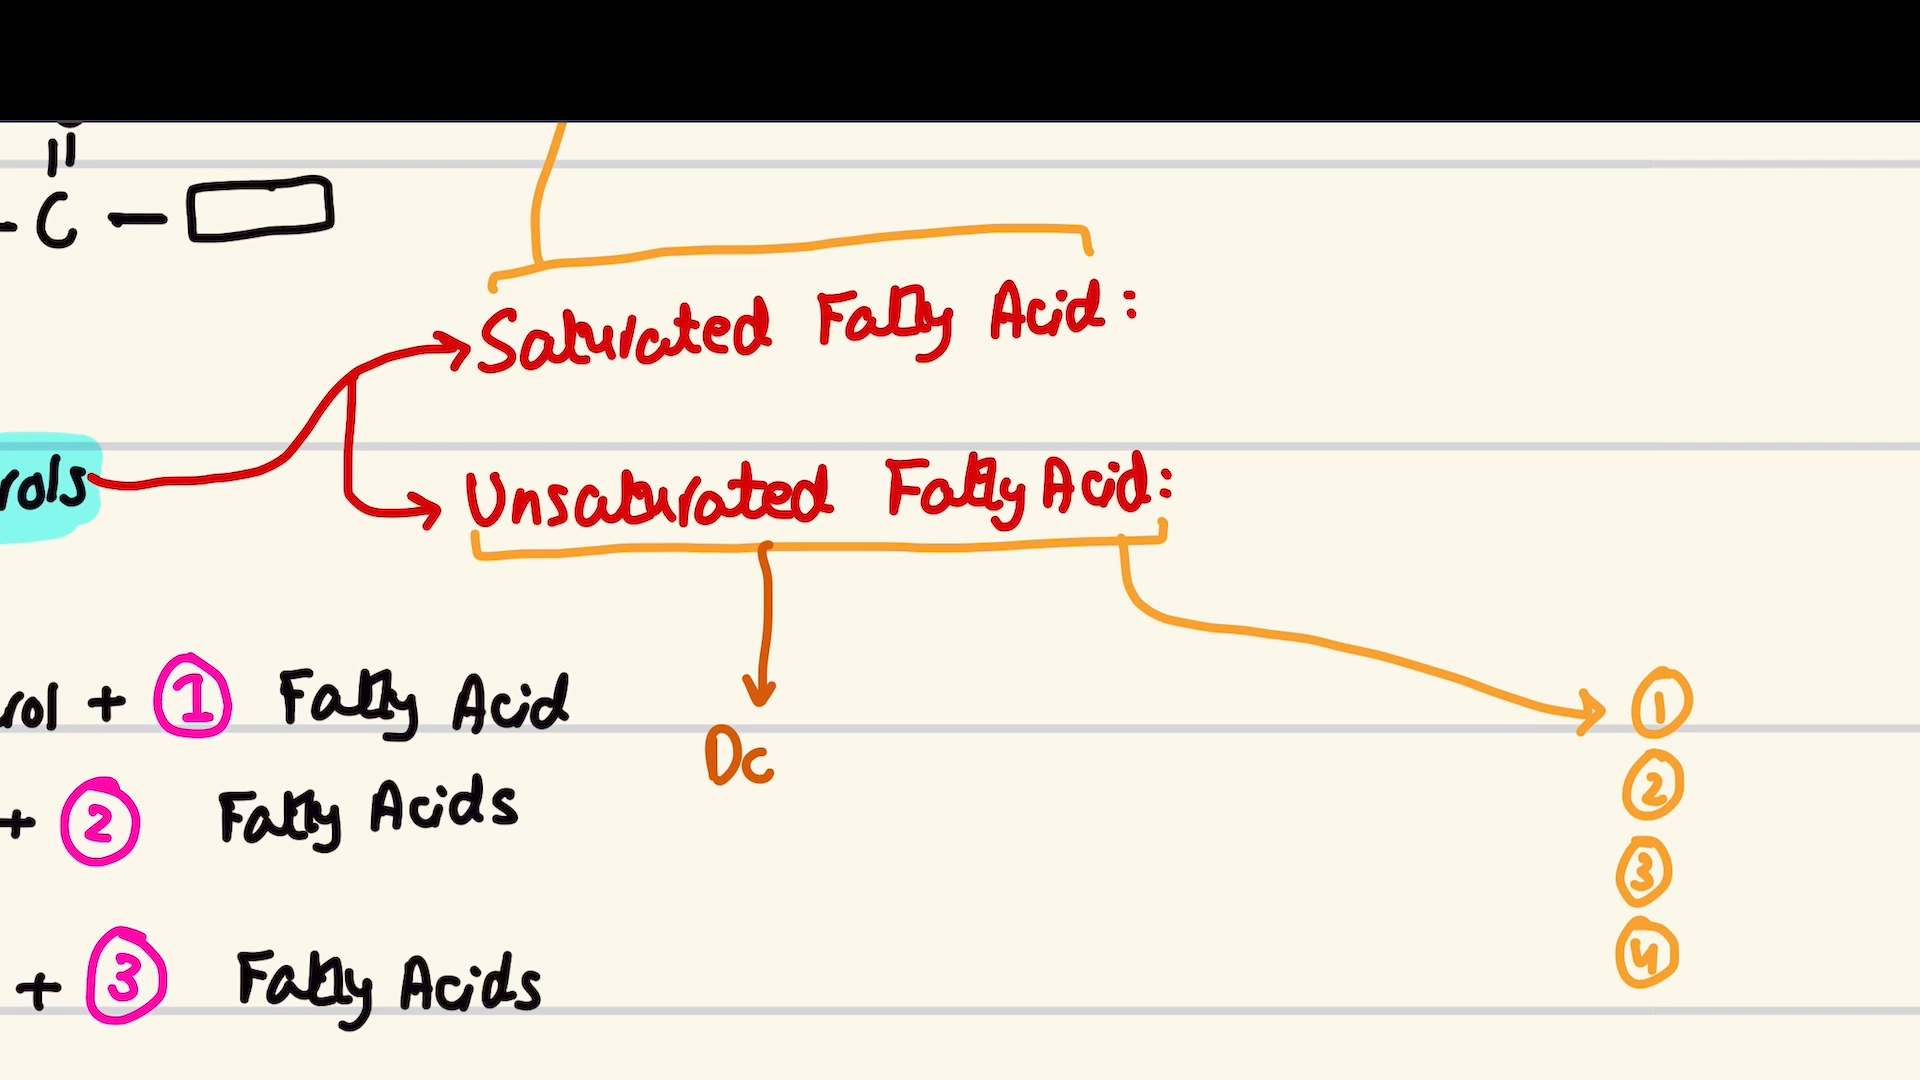 - C -
Saturated Fatty Acid:
rols
Unsaturated Fatty Acid:
rol + 1 Fatty Acid
1
Dc
2
+ 2 Fatty Acids
3
4
+ 3 Fatty Acids